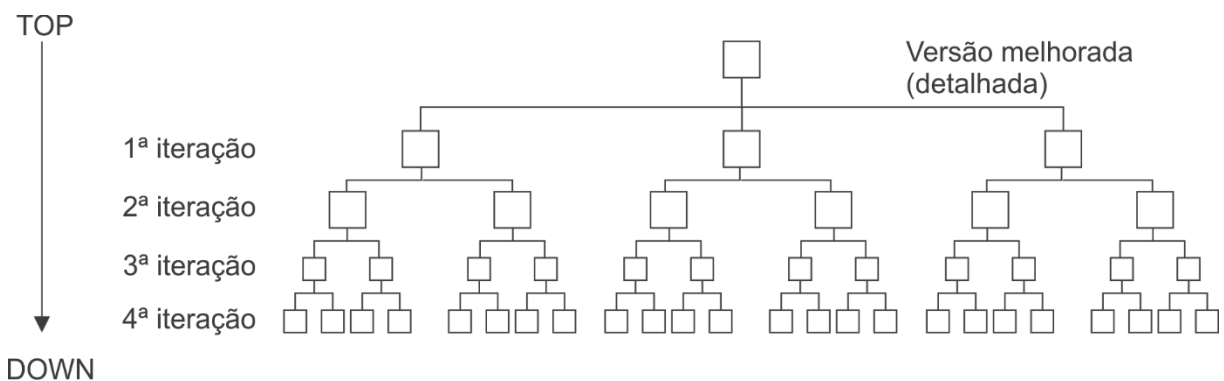 TOP
Versão melhorada
(detalhada)
1ª iteração
2ª iteração
3ª iteração
4ª iteração
DOWN